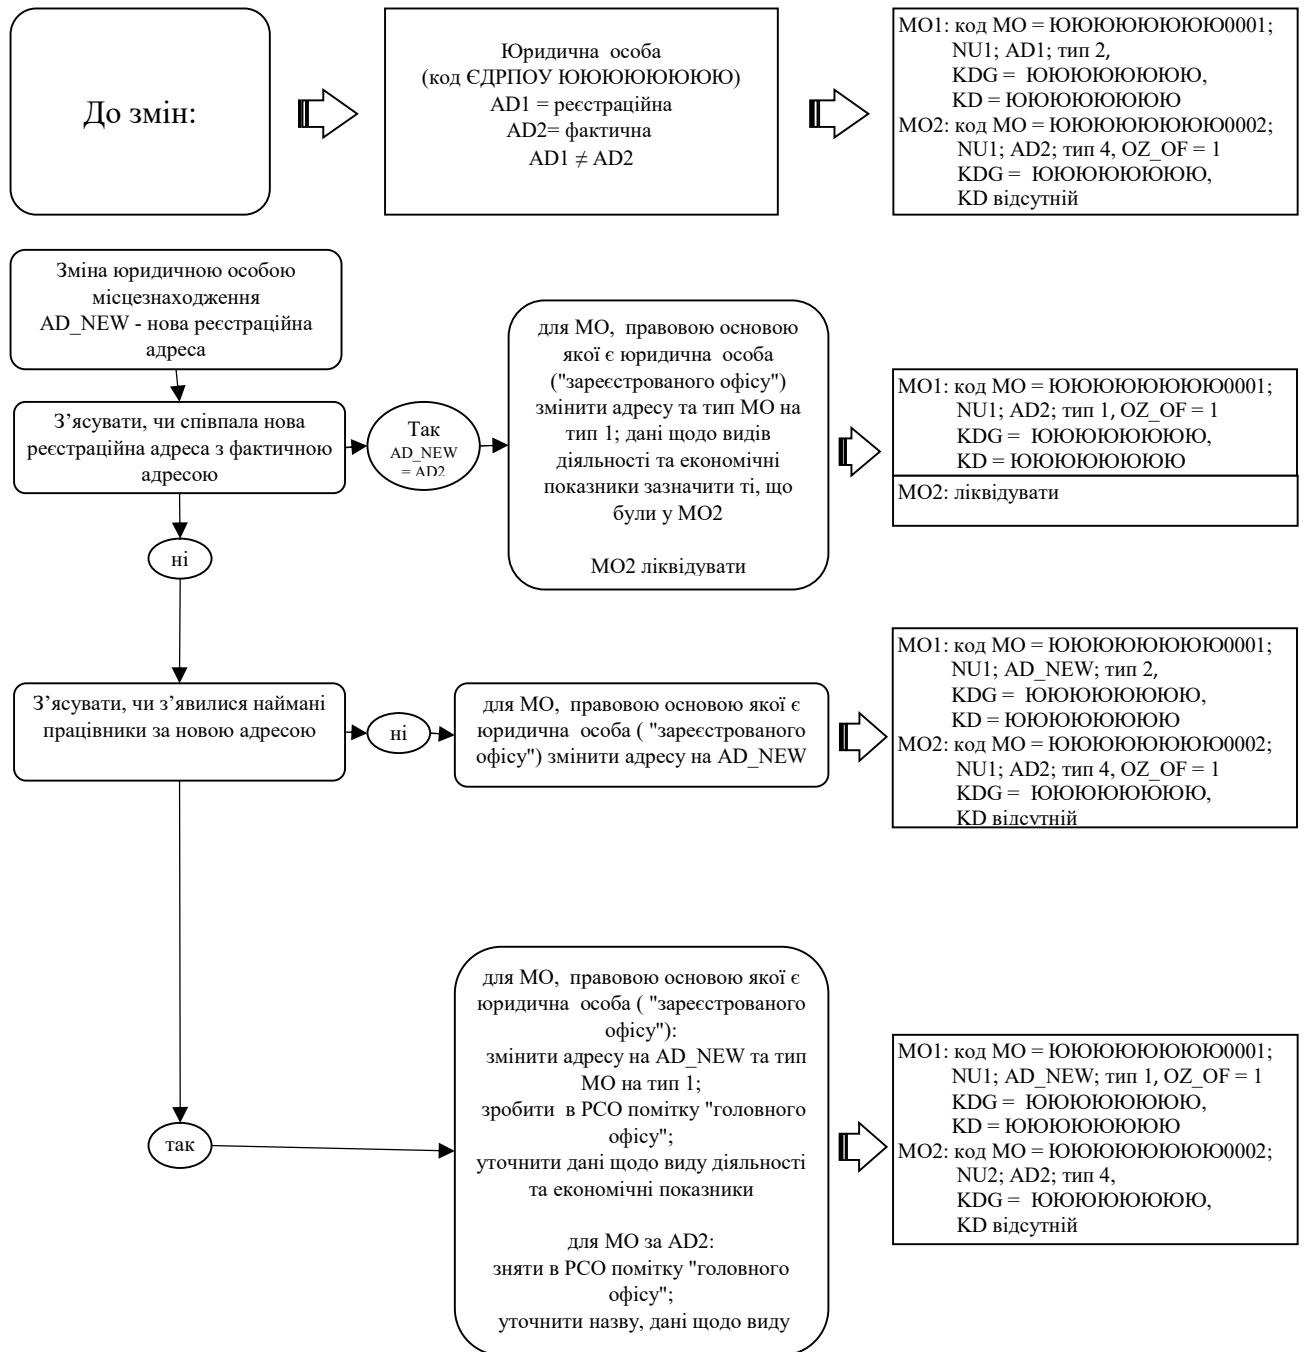 До змін:
Юридична особа
(код ЄДРПОУ ЮЮЮЮЮЮЮЮ)
AD1 = реєстраційна
AD2= фактична
AD1 ≠ AD2
МО1: код МО = ЮЮЮЮЮЮЮЮ0001;
NU1; AD1; тип 2,
KDG = ЮЮЮЮЮЮЮЮ,
KD = ЮЮЮЮЮЮЮЮ
МО2: код МО = ЮЮЮЮЮЮЮЮ0002;
NU1; AD2; тип 4, OZ_OF = 1
KDG = ЮЮЮЮЮЮЮЮ,
KD відсутній
Зміна юридичною особою
місцезнаходження
AD_NEW - нова реєстраційна
адреса
З’ясувати, чи співпала нова
реєстраційна адреса з фактичною
адресою
Так
AD_NEW
= AD2
для МО, правовою основою
якої є юридична особа
("зареєстрованого офісу")
змінити адресу та тип МО на
тип 1; дані щодо видів
діяльності та економічні
показники зазначити ті, що
були у МО2
МО2 ліквідувати
МО1: код МО = ЮЮЮЮЮЮЮЮ0001;
NU1; AD2; тип 1, OZ_OF = 1
KDG = ЮЮЮЮЮЮЮЮ,
KD = ЮЮЮЮЮЮЮЮ
МО2: ліквідувати
ні
З’ясувати, чи з’явилися наймані
працівники за новою адресою
ні
для МО, правовою основою якої є
юридична особа ( "зареєстрованого
офісу") змінити адресу на AD_NEW
МО1: код МО = ЮЮЮЮЮЮЮЮ0001;
NU1; AD_NEW; тип 2,
KDG = ЮЮЮЮЮЮЮЮ,
KD = ЮЮЮЮЮЮЮЮ
МО2: код МО = ЮЮЮЮЮЮЮЮ0002;
NU1; AD2; тип 4, OZ_OF = 1
KDG = ЮЮЮЮЮЮЮЮ,
KD відсутній
так
для МО, правовою основою якої є
юридична особа ( "зареєстрованого
офісу"):
змінити адресу на AD_NEW та тип
МО на тип 1;
зробити в РСО помітку "головного
офісу";
уточнити дані щодо виду діяльності
та економічні показники
для МО за AD2:
зняти в РСО помітку "головного
офісу";
уточнити назву, дані щодо виду
МО1: код МО = ЮЮЮЮЮЮЮЮ0001;
NU1; AD_NEW; тип 1, OZ_OF = 1
KDG = ЮЮЮЮЮЮЮЮ,
KD = ЮЮЮЮЮЮЮЮ
МО2: код МО = ЮЮЮЮЮЮЮЮ0002;
NU2; AD2; тип 4,
KDG = ЮЮЮЮЮЮЮЮ,
KD відсутній